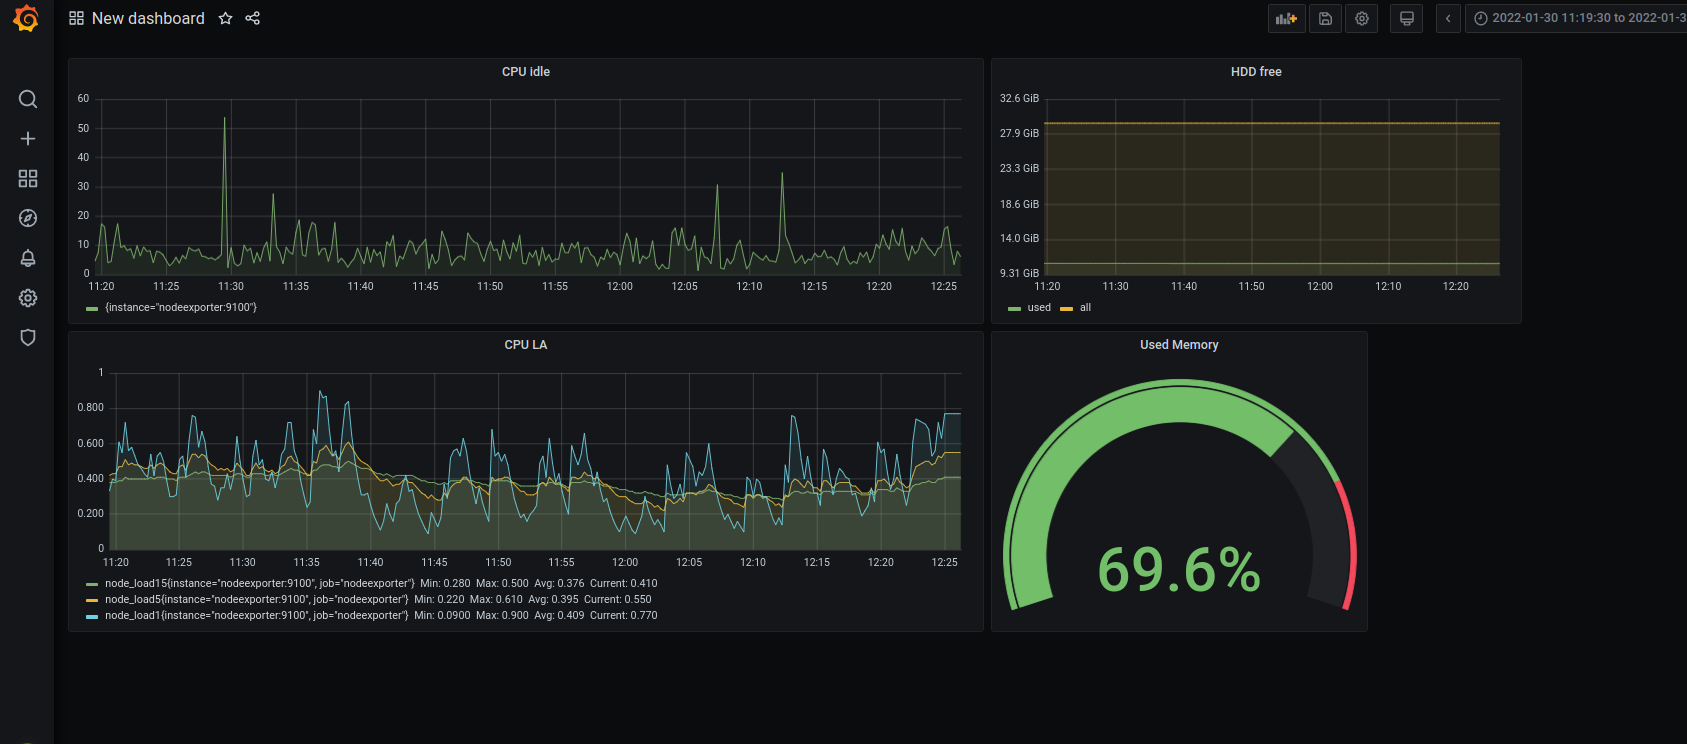 New dashboard
2022-01-30 11:19:30 to 2022-01-3
CPU idle
60
50
40
30
20
10
0
11:20 11:25 11:30 11:35 11:40 11:45 11:50 11:55 12:00 12:05 12:10 12:15 12:20 12:25
{instance="nodeexporter:9100"}
HDD free
32.6 GiB
27.9 GiB
23.3 GiB
18.6 GiB
14.0 GiB
9.31 GiB
11:20 11:30 11:40 11:50 12:00 12:10 12:20
used all
CPU LA
1
0.800
0.600
0.400
0.200
0
11:20 11:25 11:30 11:35 11:40 11:45 11:50 11:55 12:00 12:05 12:10 12:15 12:20 12:25
node_load15{instance="nodeexporter:9100", job="nodeexporter"} Min: 0.280 Max: 0.500 Avg: 0.376 Current: 0.410
node_load5{instance="nodeexporter:9100", job="nodeexporter"} Min: 0.220 Max: 0.610 Avg: 0.395 Current: 0.550
node_load1{instance="nodeexporter:9100", job="nodeexporter"} Min: 0.0900 Max: 0.900 Avg: 0.409 Current: 0.770
Used Memory
69.6%